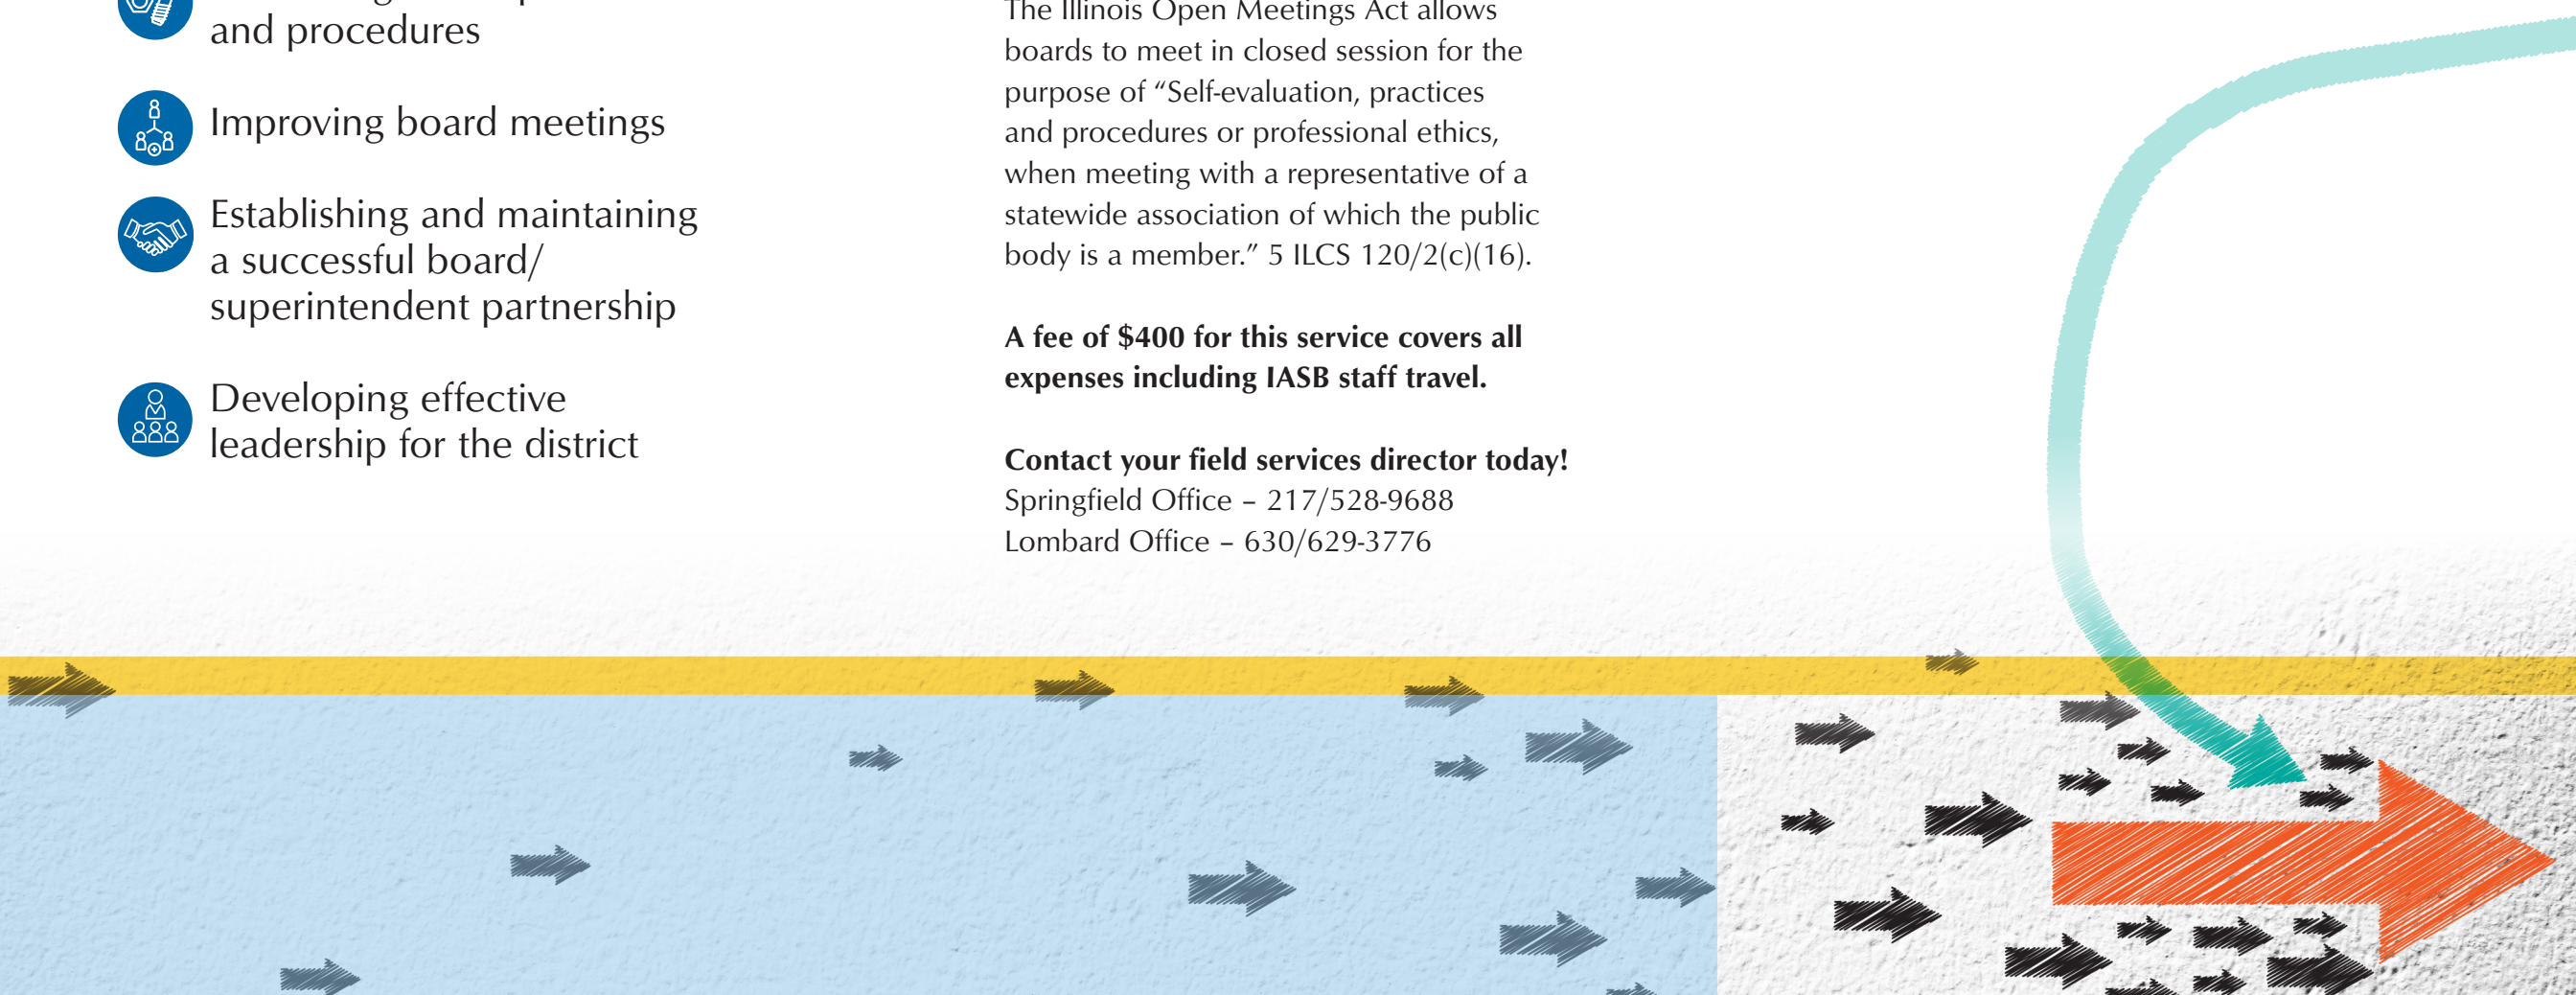 and procedures
Improving board meetings
Establishing and maintaining
a successful board/
superintendent partnership
Developing effective
leadership for the district
The Illinois Open Meetings Act allows
boards to meet in closed session for the
purpose of “Self-evaluation, practices
and procedures or professional ethics,
when meeting with a representative of a
statewide association of which the public
body is a member.” 5 ILCS 120/2(c)(16).
A fee of $400 for this service covers all
expenses including IASB staff travel.
Contact your field services director today!
Springfield Office – 217/528-9688
Lombard Office – 630/629-3776